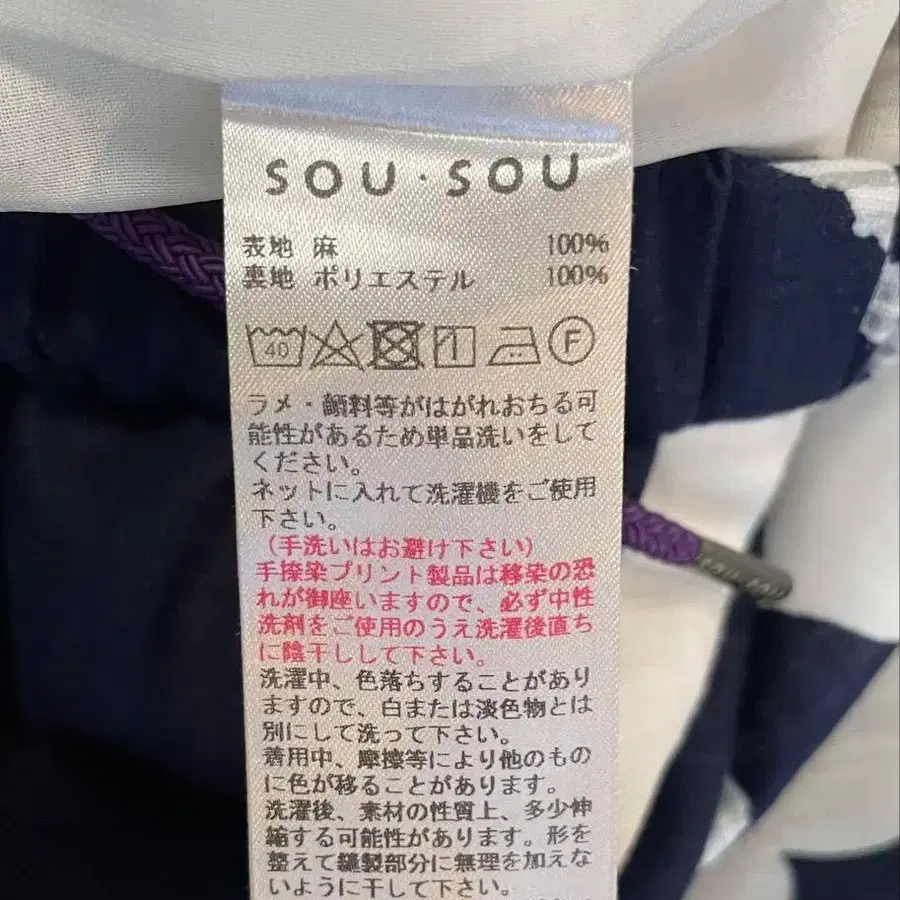 SOU・SOU
表地 麻 100%
裏地 ポリエステル 100%
40 F
ラメ・顔料等がはがれおちる可
能性があるため単品洗いをして
ください。
ネットに入れて洗濯機をご使用
下さい。
(手洗いはお避け下さい)
手捺染プリント製品は移染の恐
れが御座いますので、必ず中性
洗剤をご使用のうえ洗濯後直ち
に陰干しして下さい。
洗濯中、色落ちすることがあり
ますので、白または淡色物とは
別にして洗って下さい。
着用中、摩擦等により他のもの
に色が移ることがあります。
洗濯後、素材の性質上、多少伸
縮する可能性があります。形を
整えて縫製部分に無理を加えな
いように干して下さい。
SOU・SOU